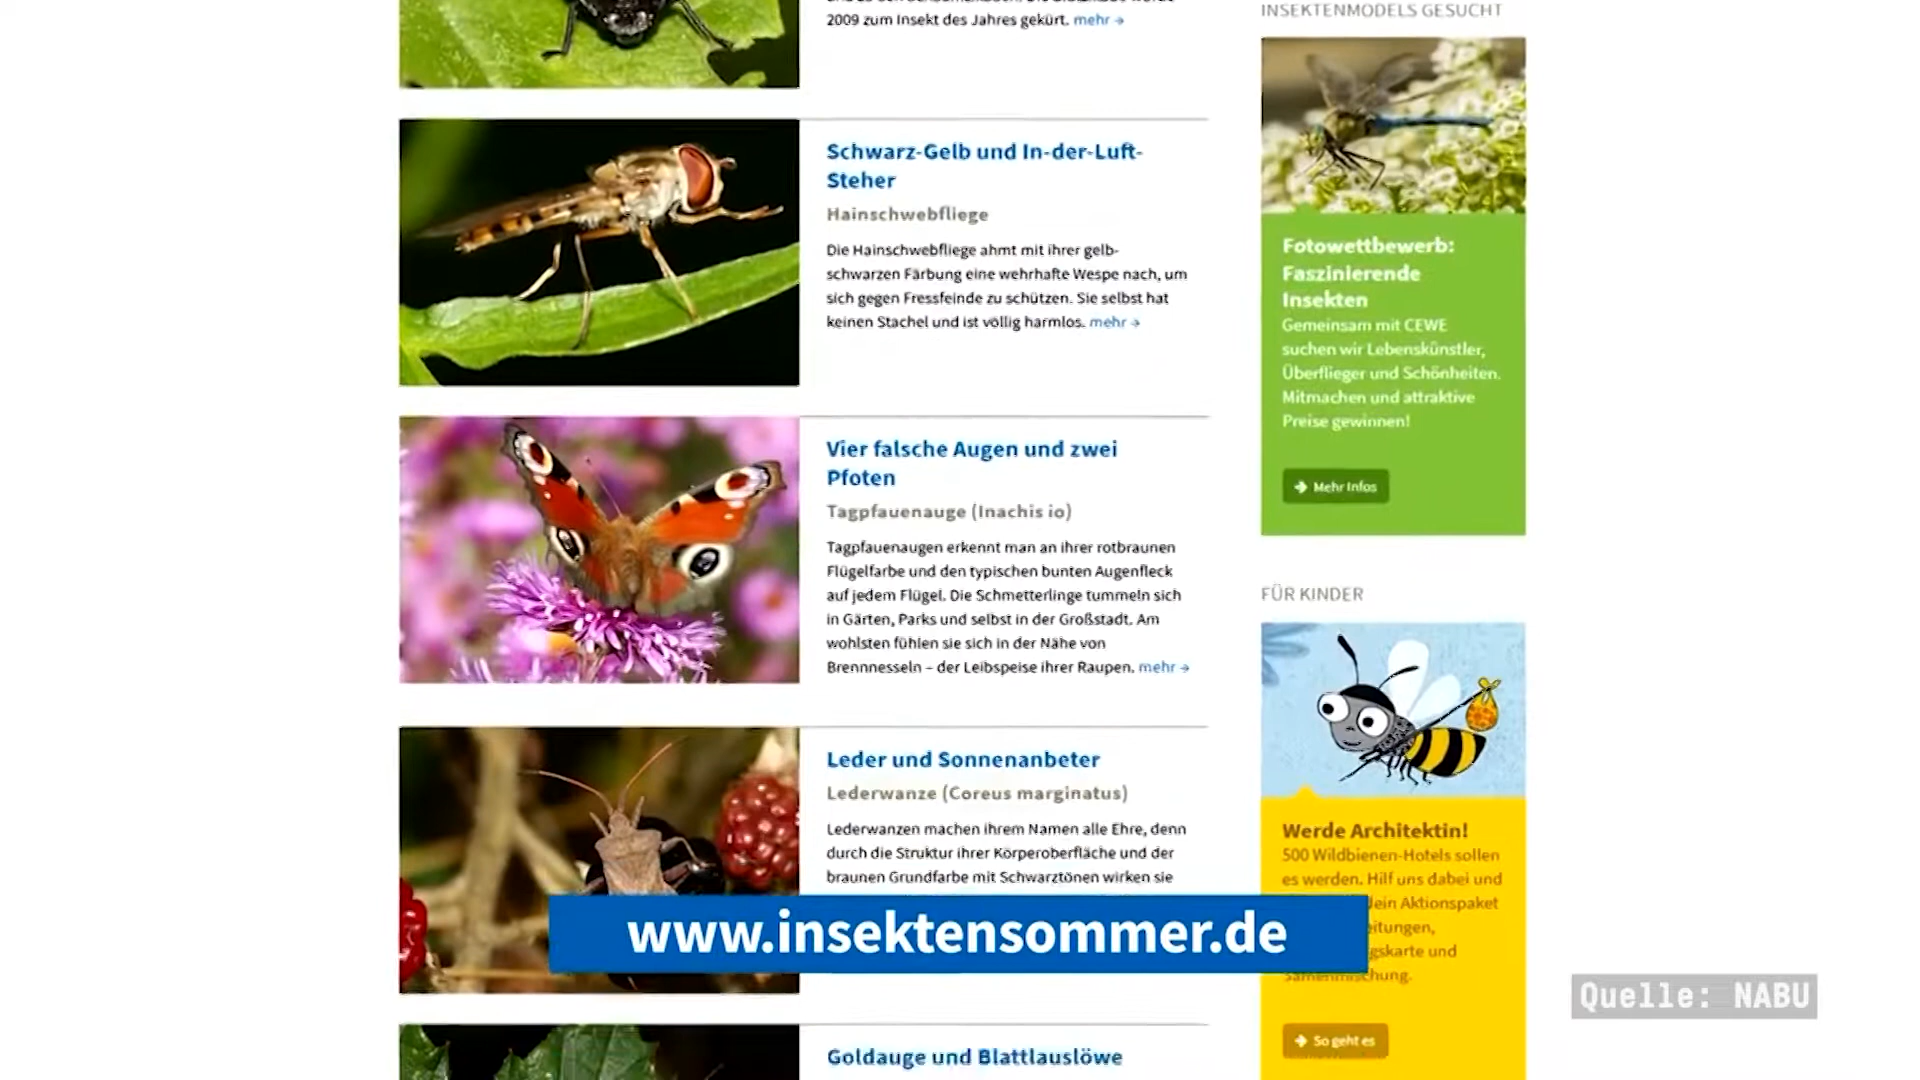 2009 zum Insekt des Jahres gekürt. mehr →
Schwarz-Gelb und In-der-Luft-
Steher
Hainschwebfliege
Die Hainschwebfliege ahmt mit ihrer gelb-
schwarzen Färbung eine wehrhafte Wespe nach, um
sich gegen Fressfeinde zu schützen. Sie selbst hat
keinen Stachel und ist völlig harmlos. mehr →
Vier falsche Augen und zwei
Pfoten
Tagpfauenauge (Inachis io)
Tagpfauenaugen erkennt man an ihrer rotbraunen
Flügelfarbe und den typischen bunten Augenfleck
auf jedem Flügel. Die Schmetterlinge tummeln sich
in Gärten, Parks und selbst in der Großstadt. Am
wohlsten fühlen sie sich in der Nähe von
Brennnesseln – der Leibspeise ihrer Raupen. mehr →
Leder und Sonnenanbeter
Lederwanze (Coreus marginatus)
Lederwanzen machen ihrem Namen alle Ehre, denn
durch die Struktur ihrer Körperoberfläche und der
braunen Grundfarbe mit Schwarztönen wirken sie
Goldauge und Blattlauslöwe
INSEKTENMODELS GESUCHT
Fotowettbewerb:
Faszinierende
Insekten
Gemeinsam mit CEWE
suchen wir Lebenskünstler,
Überflieger und Schönheiten.
Mitmachen und attraktive
Preise gewinnen!
→ Mehr Infos
FÜR KINDER
Werde Architektin!
500 Wildbienen-Hotels sollen
es werden. Hilf uns dabei und
dein Aktionspaket
karte und
→ So geht es
www.insektensommer.de
Quelle: NABU